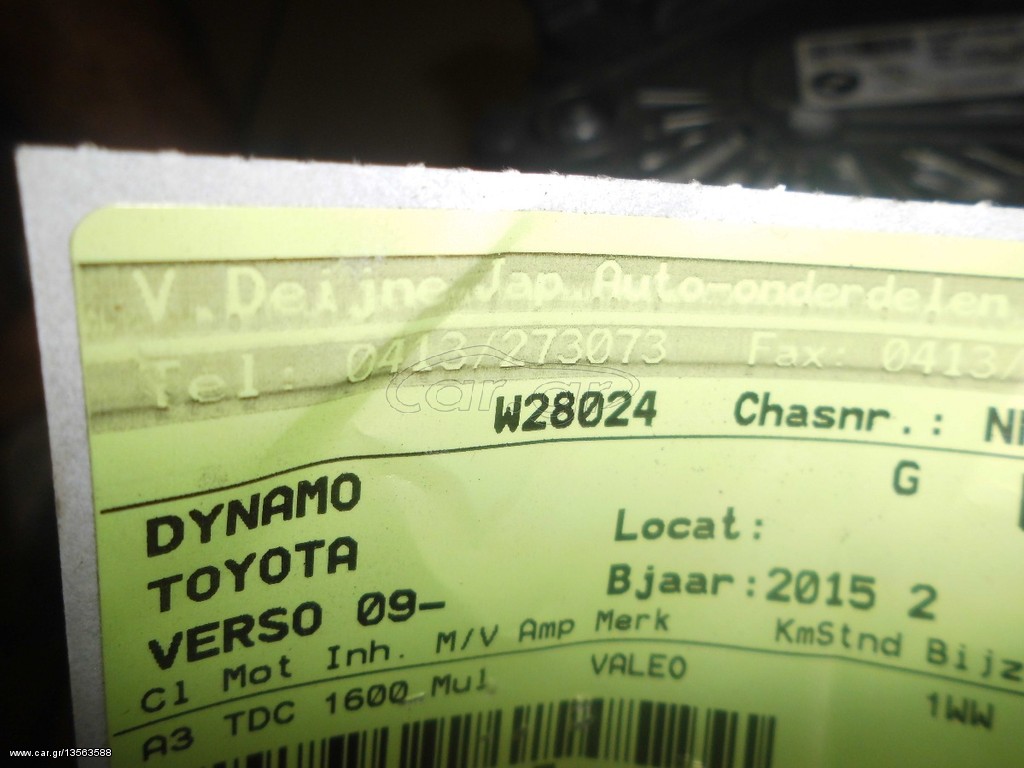 V.Deijne Jap Auto-onderdelen
Tel: 0413/273073 Fax: 0413/
car.gr
W28024 Chasnr.: N
G
DYNAMO
Locat:
TOYOTA
Bjaar:2015 2
VERSO 09-
Cl Mot Inh. M/V Amp Merk KmStnd Bijz
A3 TDC 1600 Mul VALEO 1WW
www.car.gr/13563588